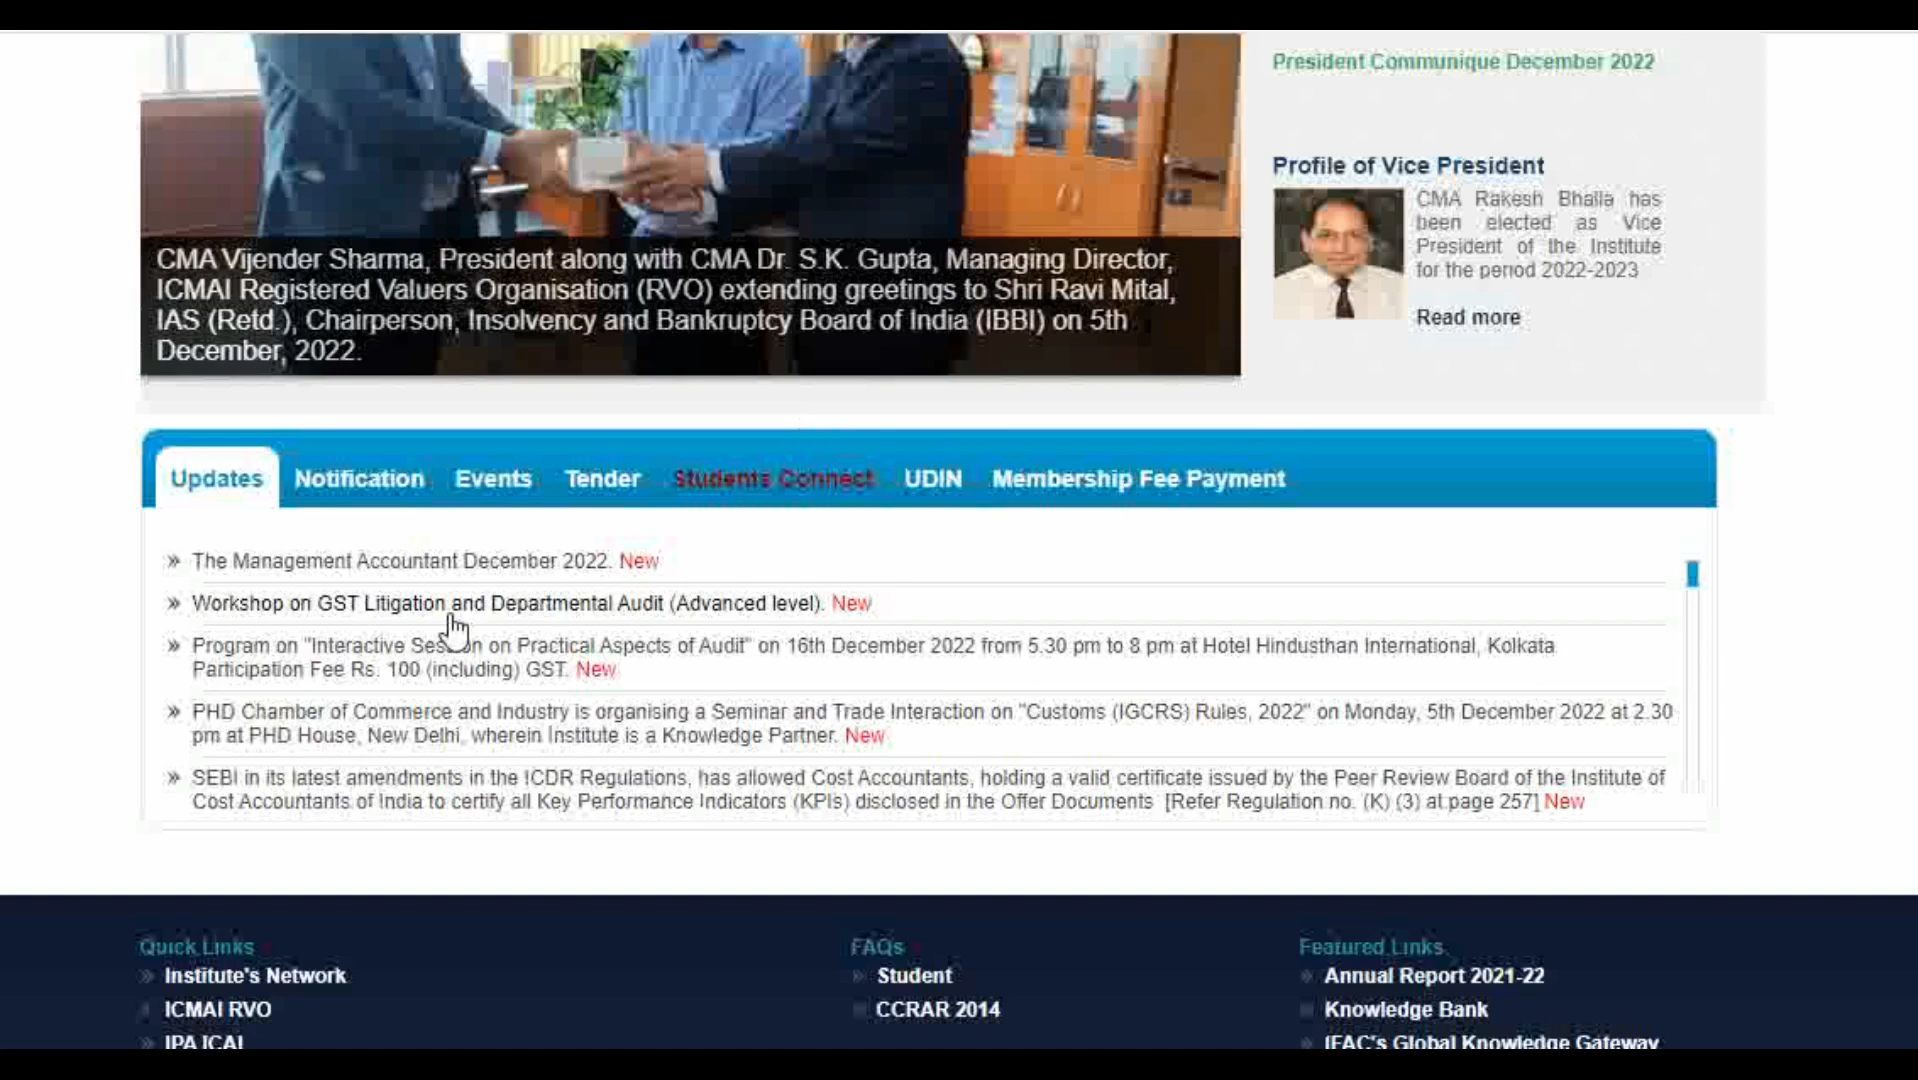 President Communique December 2022
Profile of Vice President
CMA Rakesh Bhalla has
been elected as Vice
President of the Institute
for the period 2022-2023
Read more
CMA Vijender Sharma, President along with CMA Dr. S.K. Gupta, Managing Director,
ICMAI Registered Valuers Organisation (RVO) extending greetings to Shri Ravi Mital,
IAS (Retd.), Chairperson, Insolvency and Bankruptcy Board of India (IBBI) on 5th
December, 2022.
Updates Notification Events Tender Students Connect UDIN Membership Fee Payment
» The Management Accountant December 2022. New
» Workshop on GST Litigation and Departmental Audit (Advanced level). New
» Program on "Interactive Session on Practical Aspects of Audit" on 16th December 2022 from 5.30 pm to 8 pm at Hotel Hindusthan International, Kolkata
Participation Fee Rs. 100 (including) GST. New
» PHD Chamber of Commerce and Industry is organising a Seminar and Trade Interaction on "Customs (IGCRS) Rules, 2022" on Monday, 5th December 2022 at 2.30
pm at PHD House, New Delhi, wherein Institute is a Knowledge Partner. New
» SEBI in its latest amendments in the ICDR Regulations, has allowed Cost Accountants, holding a valid certificate issued by the Peer Review Board of the Institute of
Cost Accountants of India to certify all Key Performance Indicators (KPIs) disclosed in the Offer Documents [Refer Regulation no. (K) (3) at page 257] New
Quick Links
» Institute's Network
ICMAI RVO
» IPA ICAI
FAQs
» Student
CCRAR 2014
Featured Links
Annual Report 2021-22
Knowledge Bank
» IFAC's Global Knowledge Gateway